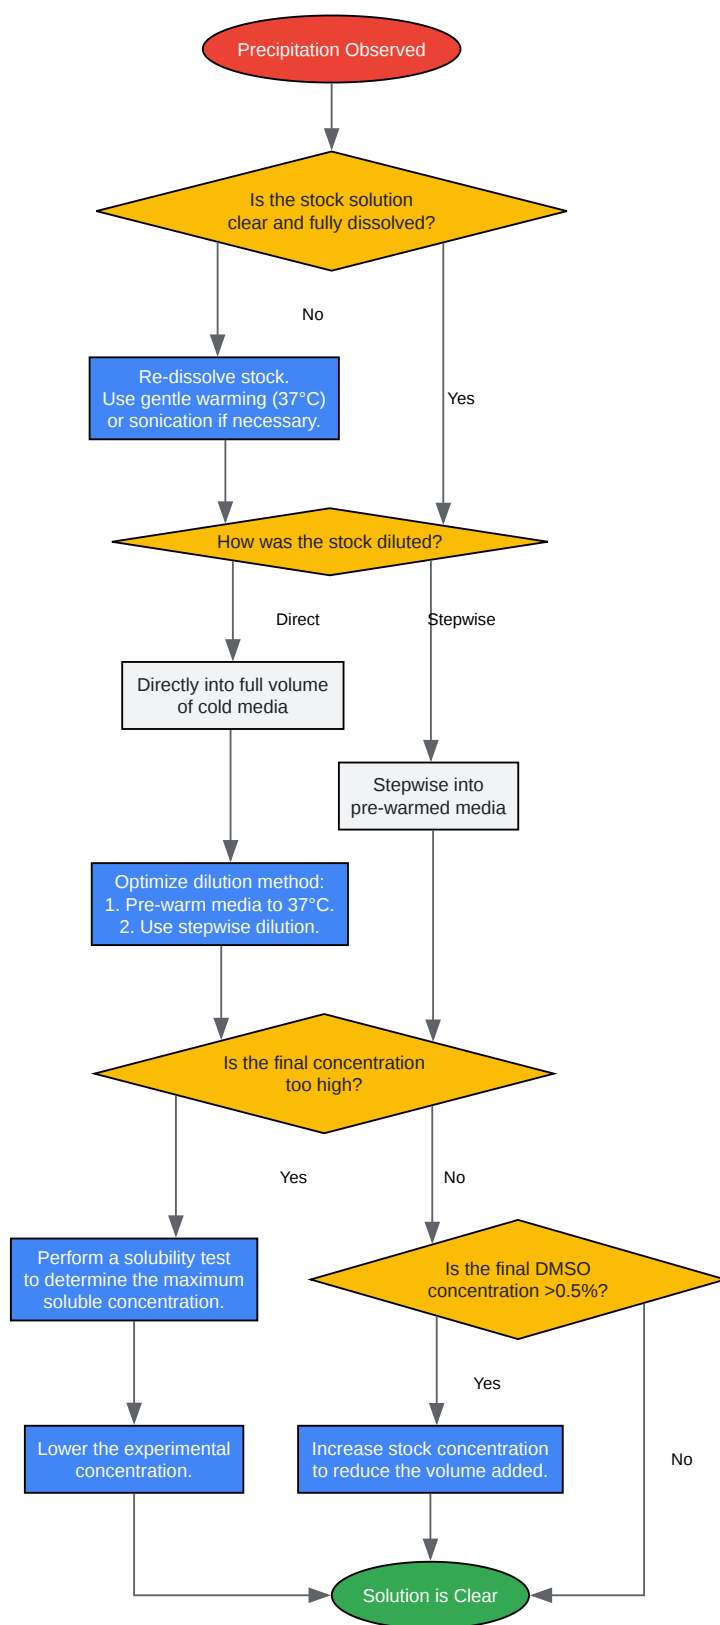 Precipitation Observed
Is the stock solution
clear and fully dissolved?
No
Re-dissolve stock.
Use gentle warming (37°C)
or sonication if necessary.
Yes
How was the stock diluted?
Direct
Stepwise
Directly into full volume
of cold media
Stepwise into
pre-warmed media
Optimize dilution method:
1. Pre-warm media to 37°C.
2. Use stepwise dilution.
Is the final concentration
too high?
Yes
No
Perform a solubility test
to determine the maximum
soluble concentration.
Is the final DMSO
concentration >0.5%?
Yes
Lower the experimental
concentration.
Increase stock concentration
to reduce the volume added.
No
Solution is Clear